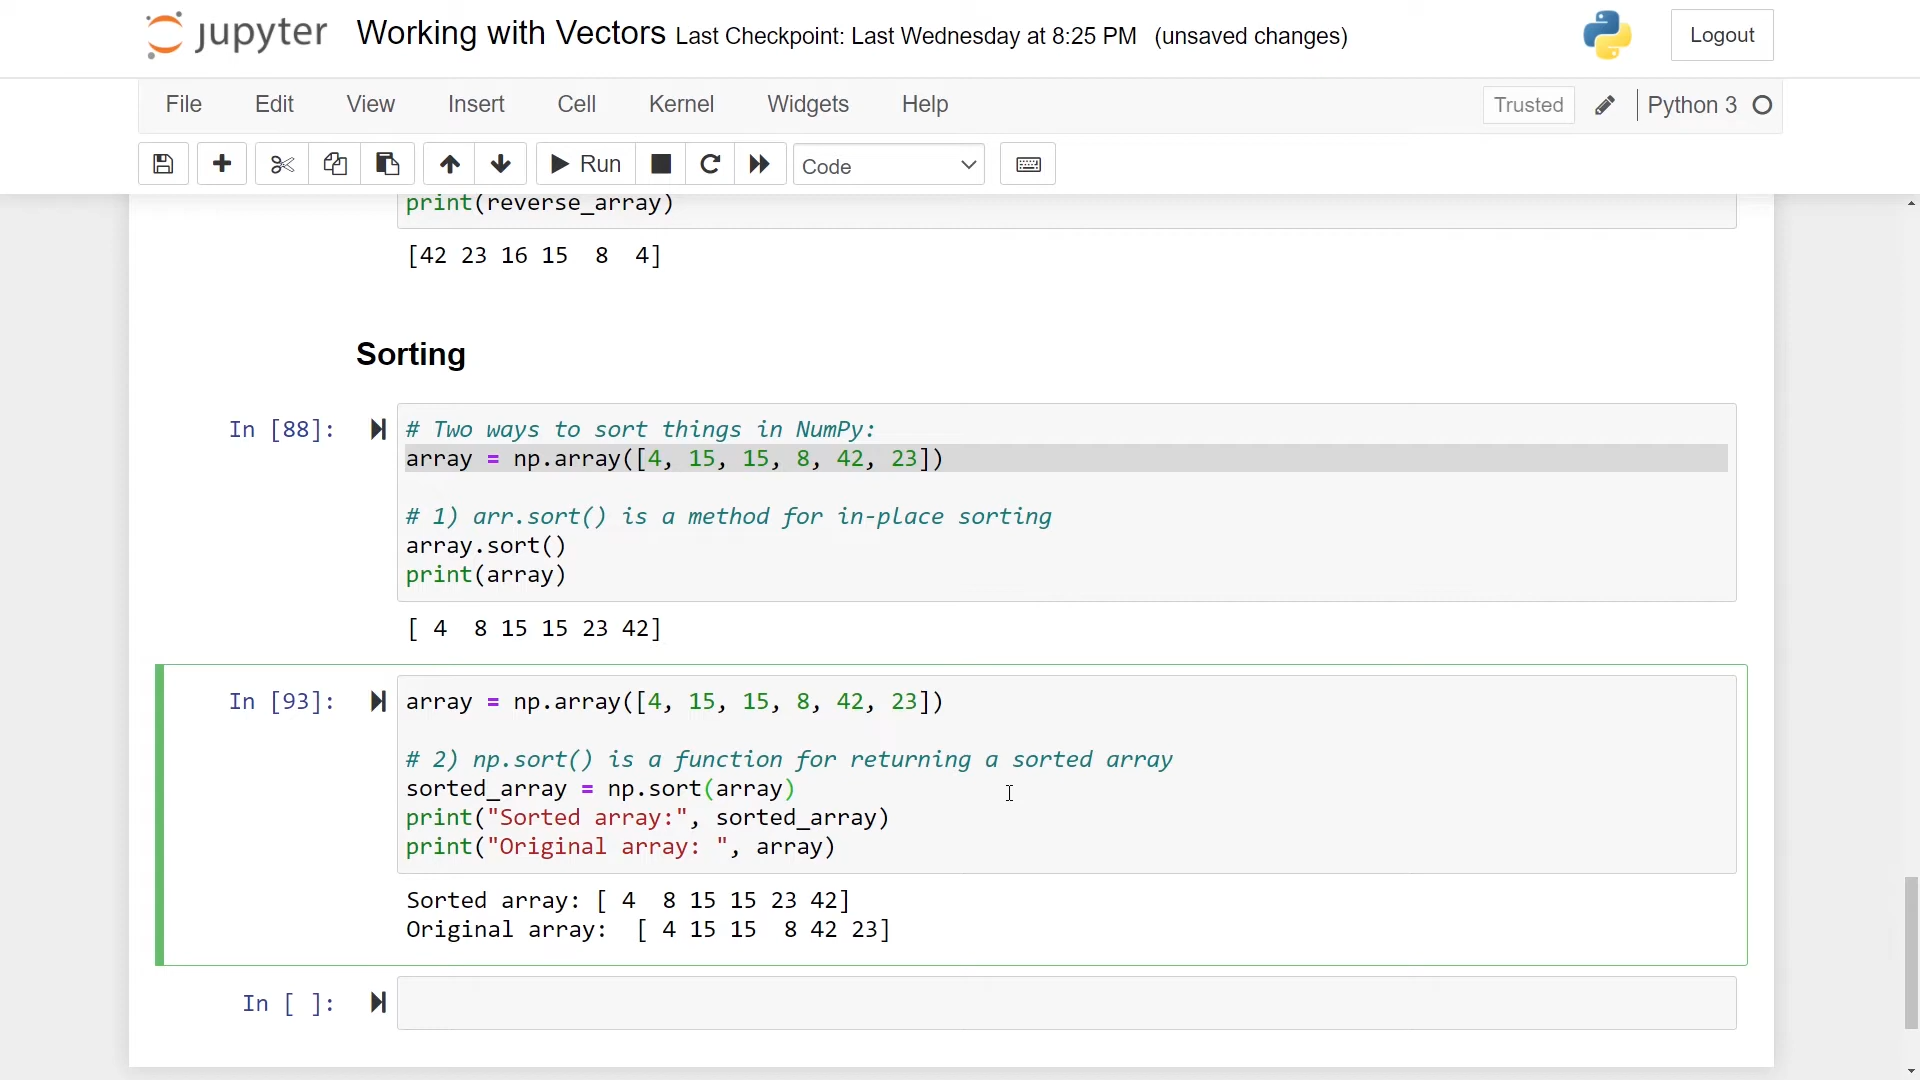 jupyter Working with Vectors Last Checkpoint: Last Wednesday at 8:25 PM (unsaved changes) Logout
File Edit View Insert Cell Kernel Widgets Help Trusted Python 3
Run Code
print(reverse_array)
[42 23 16 15  8  4]
Sorting
In [88]: # Two ways to sort things in NumPy:
array = np.array([4, 15, 15, 8, 42, 23])
# 1) arr.sort() is a method for in-place sorting
array.sort()
print(array)
[ 4  8 15 15 23 42]
In [93]: array = np.array([4, 15, 15, 8, 42, 23])
# 2) np.sort() is a function for returning a sorted array
sorted_array = np.sort(array)
print("Sorted array:", sorted_array)
print("Original array: ", array)
Sorted array: [ 4  8 15 15 23 42]
Original array:  [ 4 15 15  8 42 23]
In [ ]: